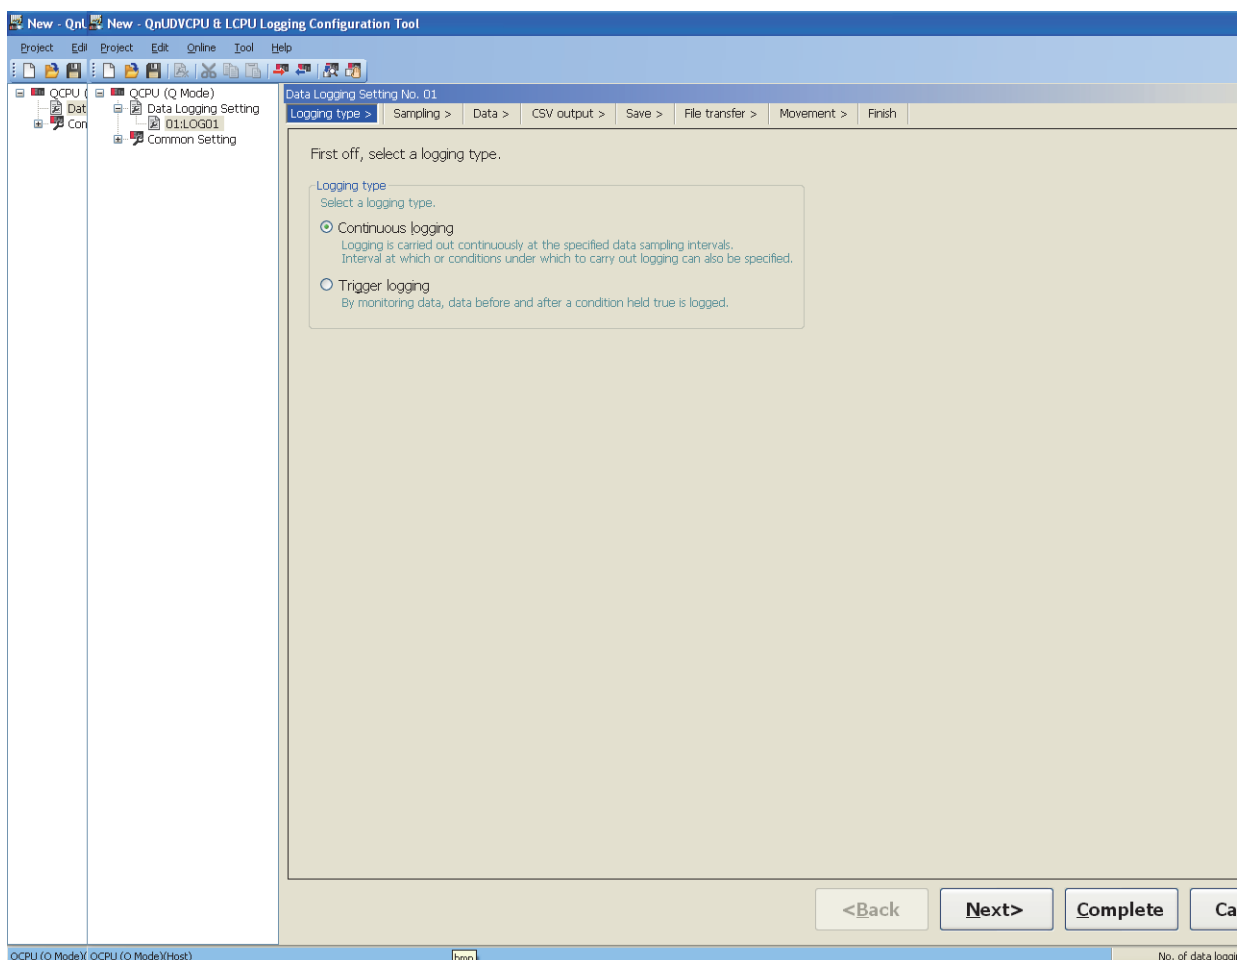 New - QnU New - QnUDVCPU & LCPU Logging Configuration Tool
Project Edit Project Edit Online Tool Help
QCPU ( QCPU (Q Mode)
Dat Data Logging Setting
01:LOG01
Con Common Setting
Data Logging Setting No. 01
Logging type > Sampling > Data > CSV output > Save > File transfer > Movement > Finish
First off, select a logging type.
Logging type
Select a logging type.
Continuous logging
Logging is carried out continuously at the specified data sampling intervals.
Interval at which or conditions under which to carry out logging can also be specified.
Trigger logging
By monitoring data, data before and after a condition held true is logged.
<Back Next> Complete Ca
QCPU (Q Mode)( QCPU (Q Mode)(Host) bmp No. of data loggin